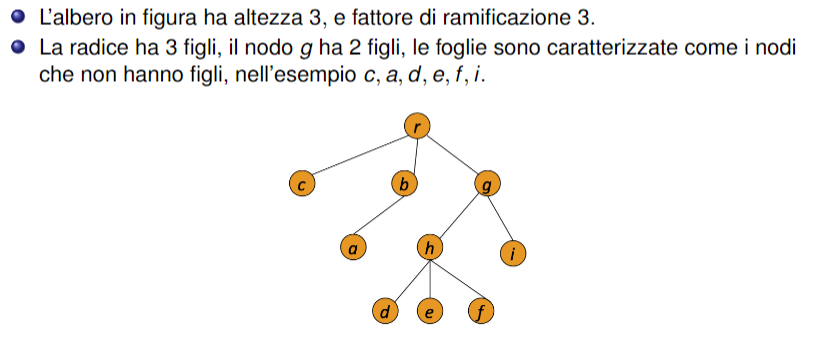 L'albero in figura ha altezza 3, e fattore di ramificazione 3.
La radice ha 3 figli, il nodo g ha 2 figli, le foglie sono caratterizzate come i nodi
che non hanno figli, nell'esempio c, a, d, e, f, i.
r
c b g
a h i
d e f